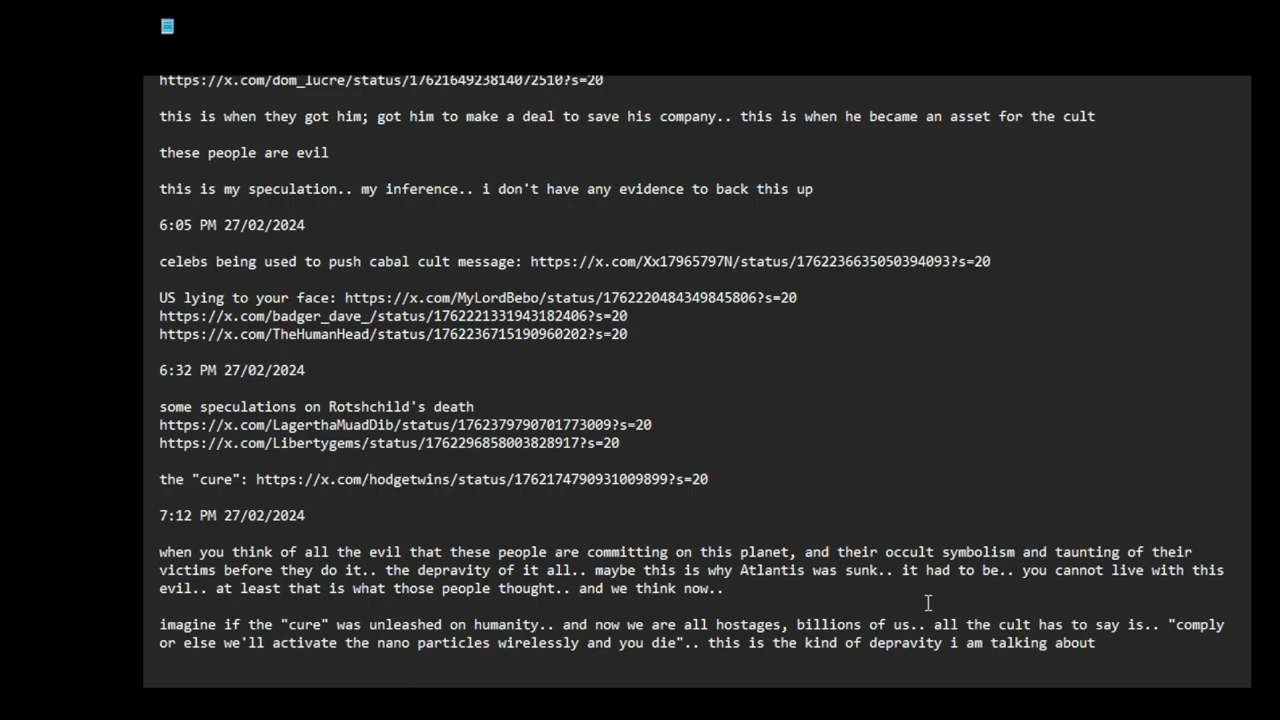 https://x.com/dom_lucre/status/1762164923814072510?s=20
this is when they got him; got him to make a deal to save his company.. this is when he became an asset for the cult
these people are evil
this is my speculation.. my inference.. i don't have any evidence to back this up
6:05 PM 27/02/2024
celebs being used to push cabal cult message: https://x.com/Xx17965797N/status/1762236635050394093?s=20
US lying to your face: https://x.com/MyLordBebo/status/1762220484349845806?s=20
https://x.com/badger_dave_/status/1762221331943182406?s=20
https://x.com/TheHumanHead/status/1762236715190960202?s=20
6:32 PM 27/02/2024
some speculations on Rotshchild's death
https://x.com/LagerthaMuadDib/status/1762379790701773009?s=20
https://x.com/Libertygems/status/1762296858003828917?s=20
the "cure": https://x.com/hodgetwins/status/1762174790931009899?s=20
7:12 PM 27/02/2024
when you think of all the evil that these people are committing on this planet, and their occult symbolism and taunting of their
victims before they do it.. the depravity of it all.. maybe this is why Atlantis was sunk.. it had to be.. you cannot live with this
evil.. at least that is what those people thought.. and we think now..
imagine if the "cure" was unleashed on humanity.. and now we are all hostages, billions of us.. all the cult has to say is.. "comply
or else we'll activate the nano particles wirelessly and you die".. this is the kind of depravity i am talking about